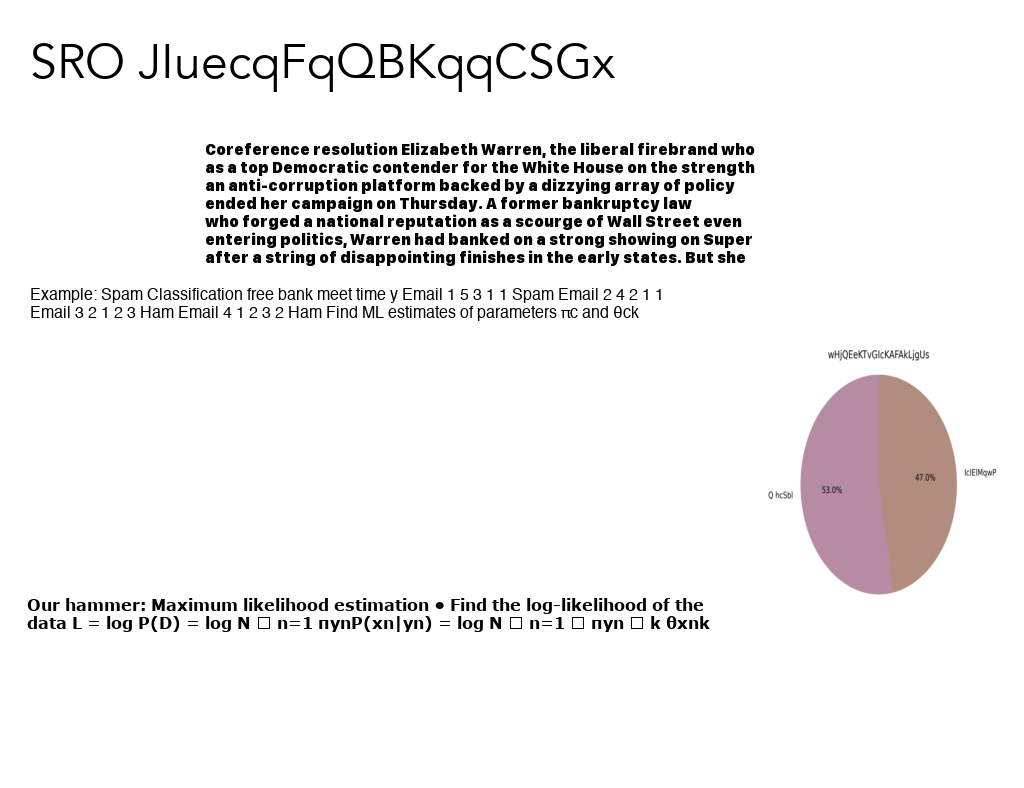 SRO JIuecqFqQBKqqCSGx
Coreference resolution Elizabeth Warren, the liberal firebrand who
as a top Democratic contender for the White House on the strength
an anti-corruption platform backed by a dizzying array of policy
ended her campaign on Thursday. A former bankruptcy law
who forged a national reputation as a scourge of Wall Street even
entering politics, Warren had banked on a strong showing on Super
after a string of disappointing finishes in the early states. But she
Example: Spam Classification free bank meet time y Email 1 5 3 1 1 Spam Email 2 4 2 1 1
Email 3 2 1 2 3 Ham Email 4 1 2 3 2 Ham Find ML estimates of parameters πc and θck
wHjQEeKTvGlcKAFAkLjgUs
47.0%
IclEIMqwP
53.0%
Q hcSbI
Our hammer: Maximum likelihood estimation • Find the log-likelihood of the
data L = log P(D) = log N □ n=1 πynP(xn|yn) = log N □ n=1 □ πyn □ k θxnk